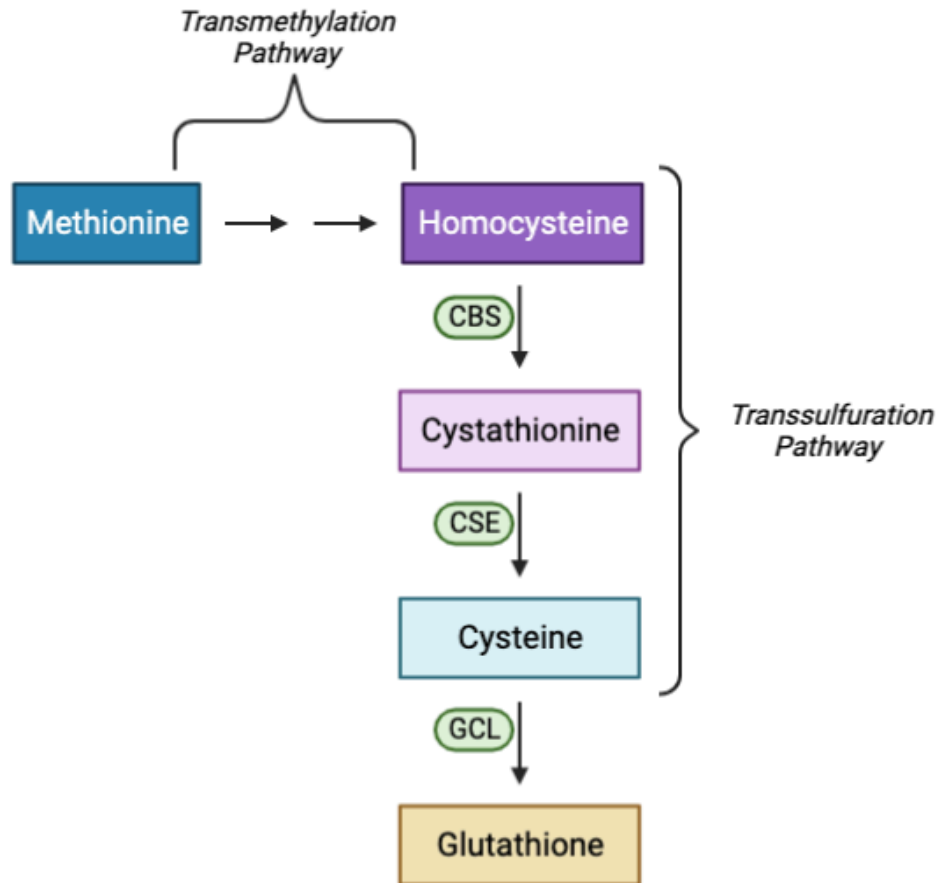 Transmethylation
Pathway
Methionine
Homocysteine
CBS
Cystathionine
Transsulfuration
Pathway
CSE
Cysteine
GCL
Glutathione